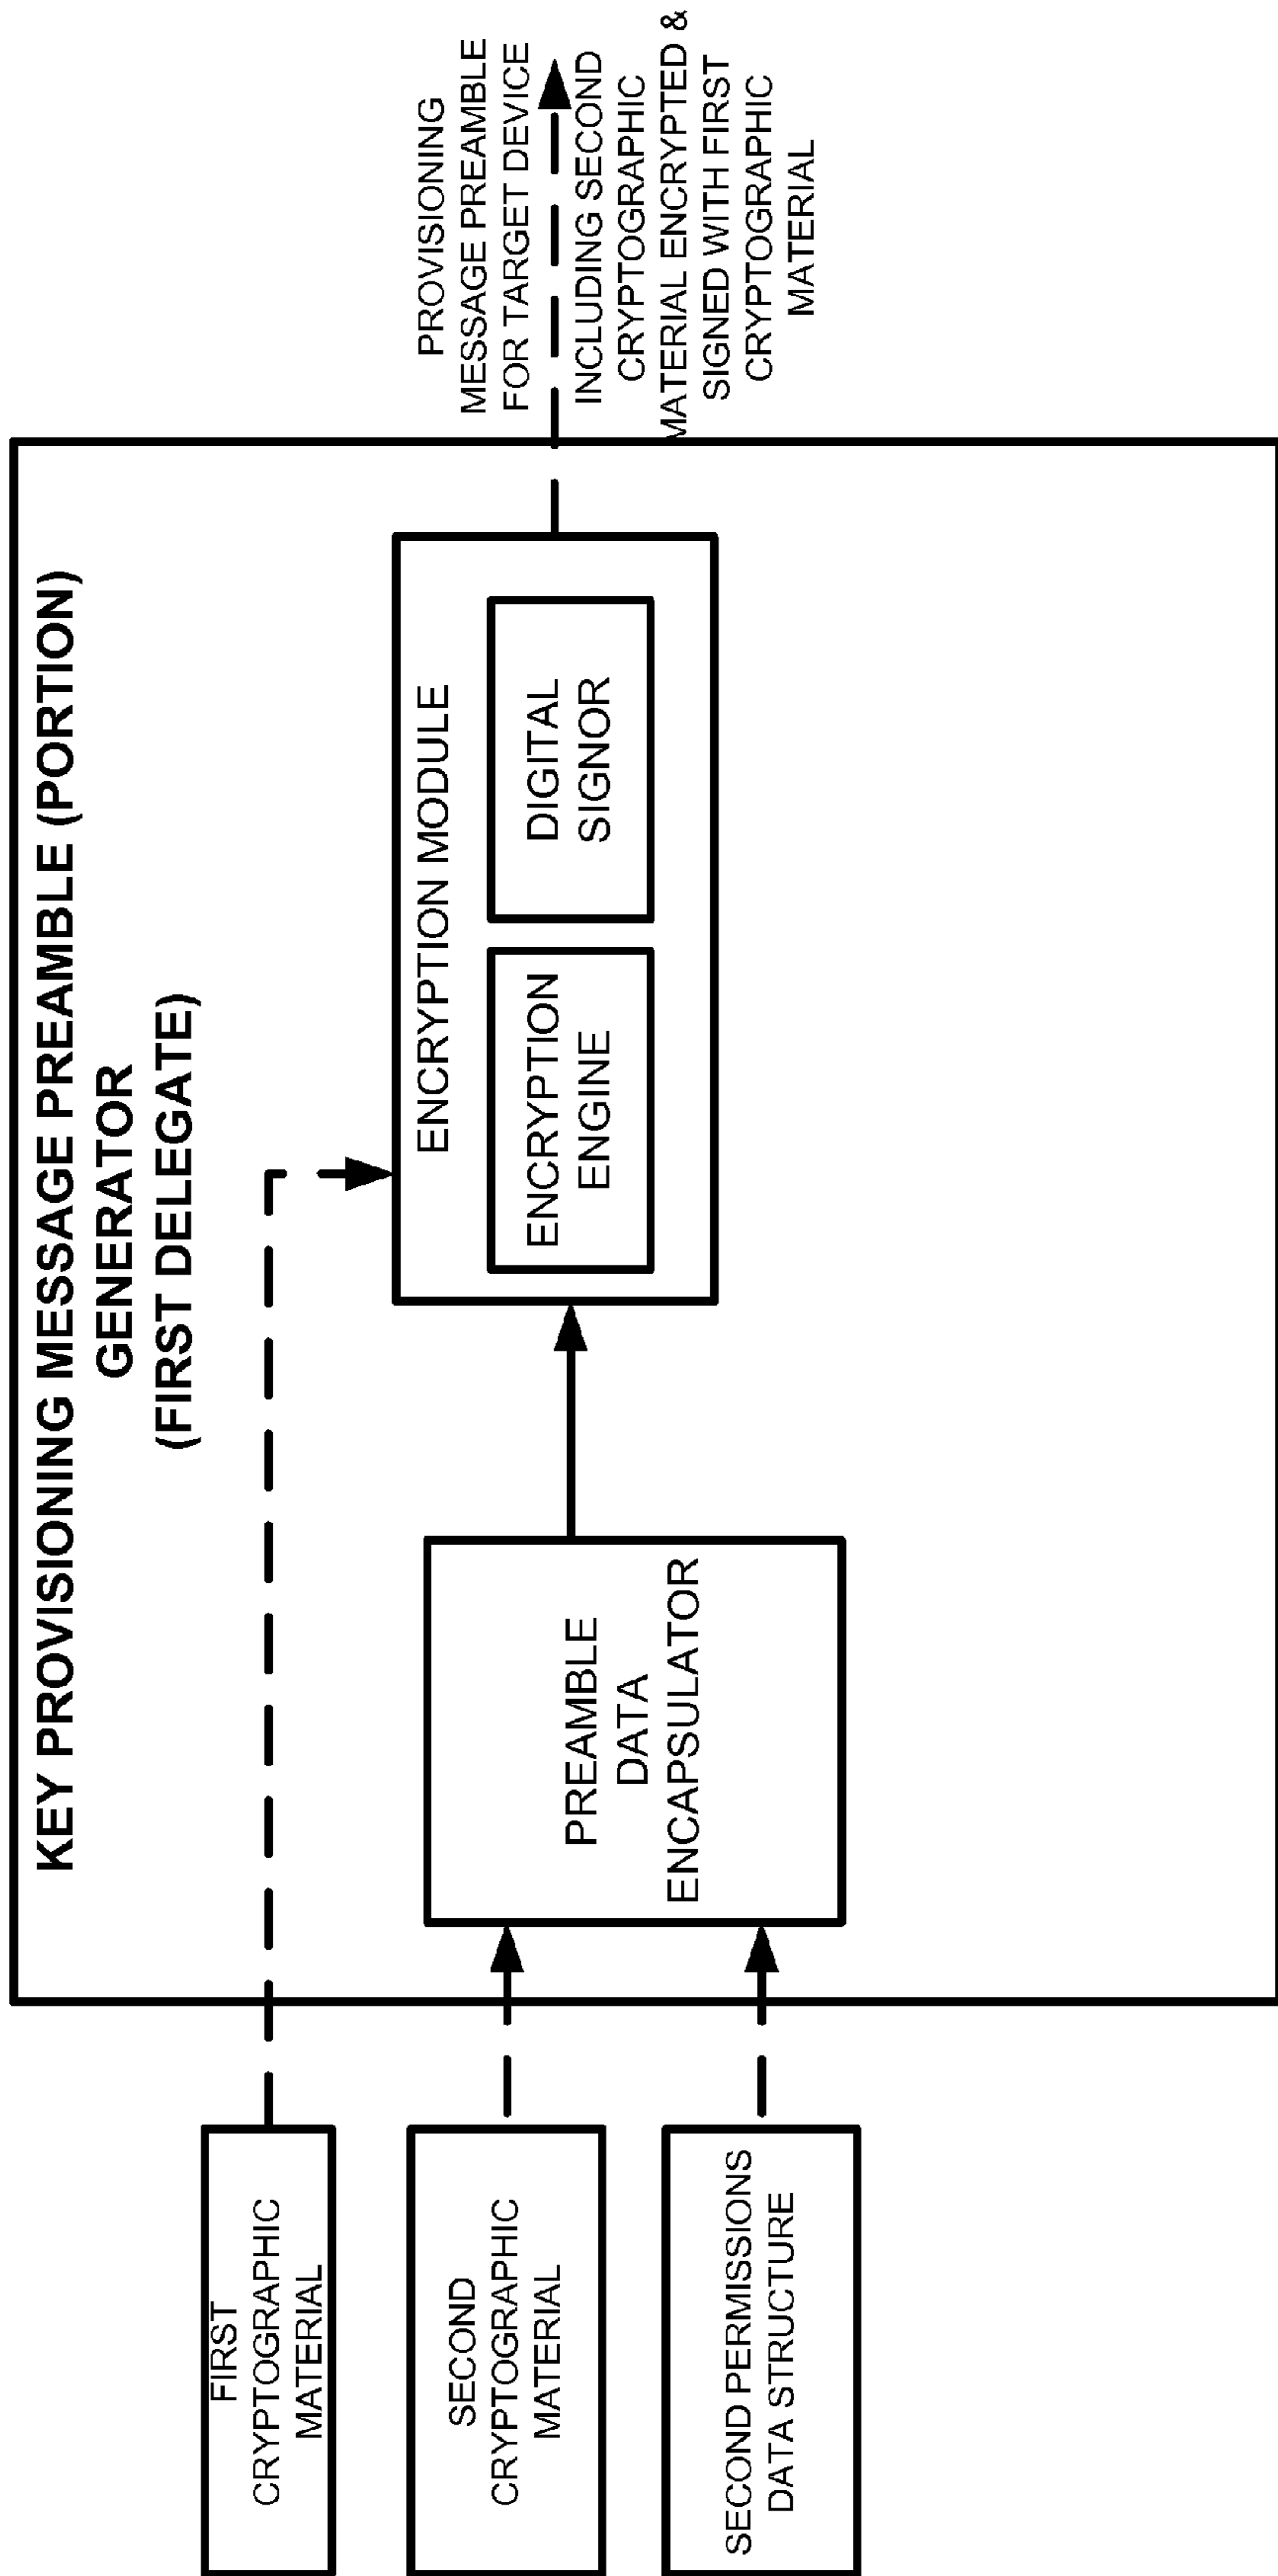 KEY PROVISIONING MESSAGE PREAMBLE (PORTION)
GENERATOR
(FIRST DELEGATE)
FIRST
CRYPTOGRAPHIC
MATERIAL
SECOND
CRYPTOGRAPHIC
MATERIAL
SECOND PERMISSIONS
DATA STRUCTURE
PREAMBLE
DATA
ENCAPSULATOR
ENCRYPTION MODULE
ENCRYPTION
ENGINE
DIGITAL
SIGNOR
PROVISIONING
MESSAGE PREAMBLE
FOR TARGET DEVICE
INCLUDING SECOND
CRYPTOGRAPHIC
MATERIAL ENCRYPTED &
SIGNED WITH FIRST
CRYPTOGRAPHIC
MATERIAL